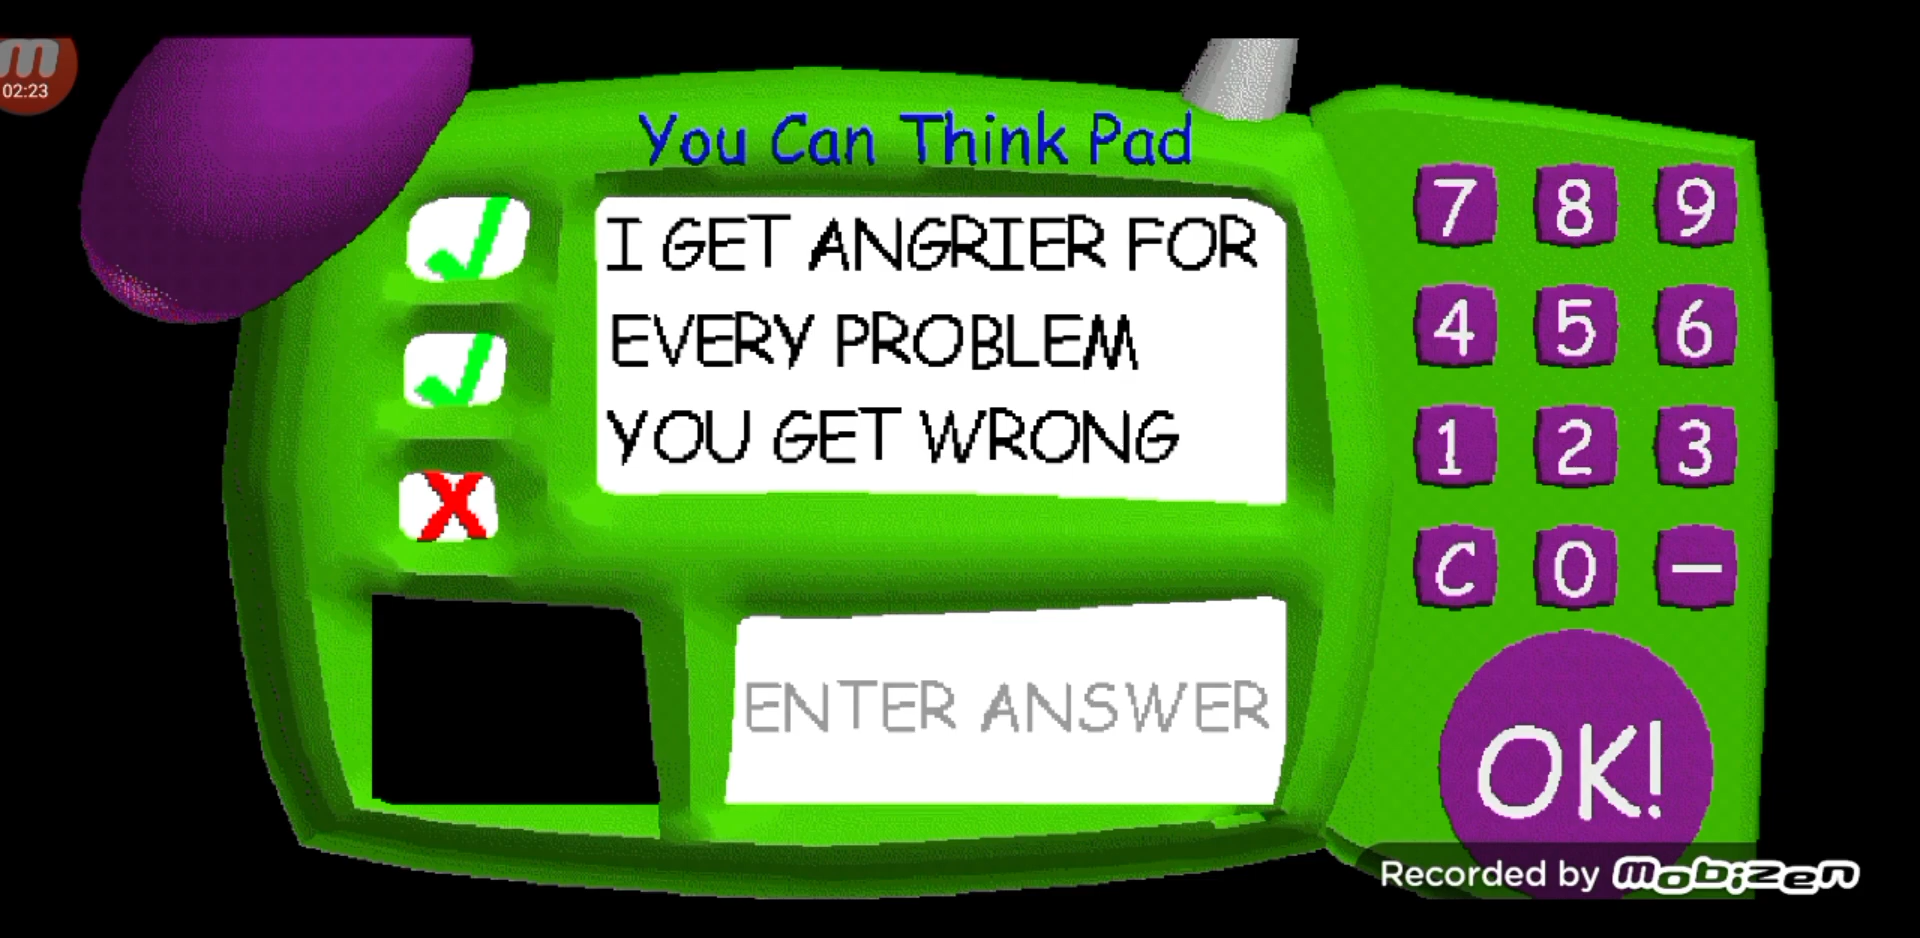 m
02:23
You Can Think Pad
I GET ANGRIER FOR
EVERY PROBLEM
YOU GET WRONG
ENTER ANSWER
7 8 9
4 5 6
1 2 3
C 0 –
OK!
Recorded by mobizen